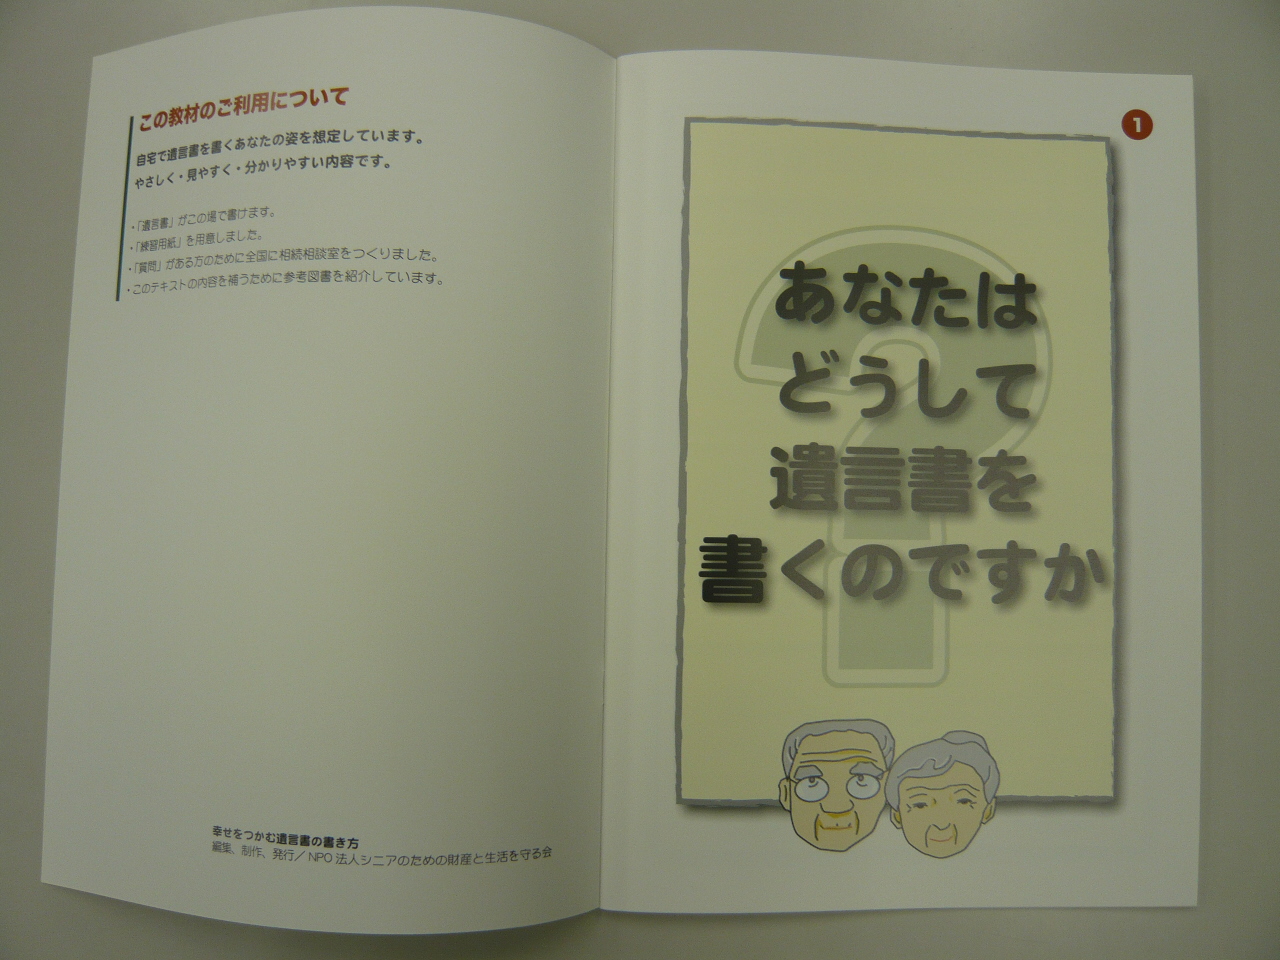 この教材のご利用について
自宅で遺言書を書くあなたの姿を想定しています。
やさしく・見やすく・分かりやすい内容です。
・「遺言書」がこの場で書けます。
・「練習用紙」を用意しました。
・「質問」がある方のために全国に相続相談室をつくりました。
・このテキストの内容を補うために参考図書を紹介しています。
幸せをつかむ遺言書の書き方
編集、制作、発行／NPO法人シニアのための財産と生活を守る会
1
あなたは
どうして
遺言書を
書くのですか
?